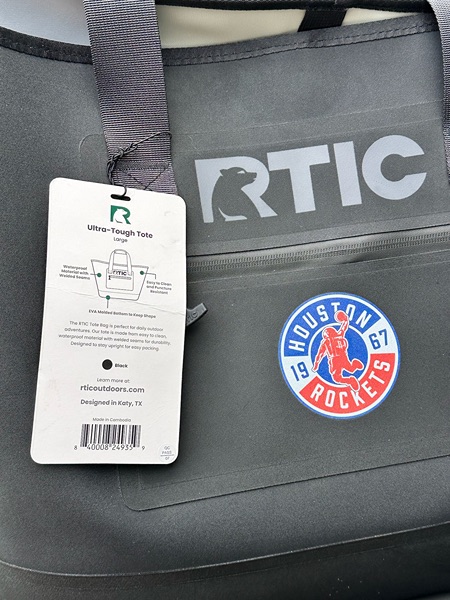 RTIC
R
Ultra-Tough Tote
Large
Waterproof
Material with
Welded Seams
RTIC
Easy to Clean
and Puncture
Resistant
EVA Molded Bottom to Keep Shape
The RTIC Tote Bag is perfect for daily outdoor
adventures. Our tote is made from easy to clean,
waterproof material with welded seams for durability.
Designed to stay upright for easy packing.
Black
Learn more at
rticoutdoors.com
Designed in Katy, TX
Made in Cambodia
8 40008 24935 9
HOUSTON
19 67
ROCKETS